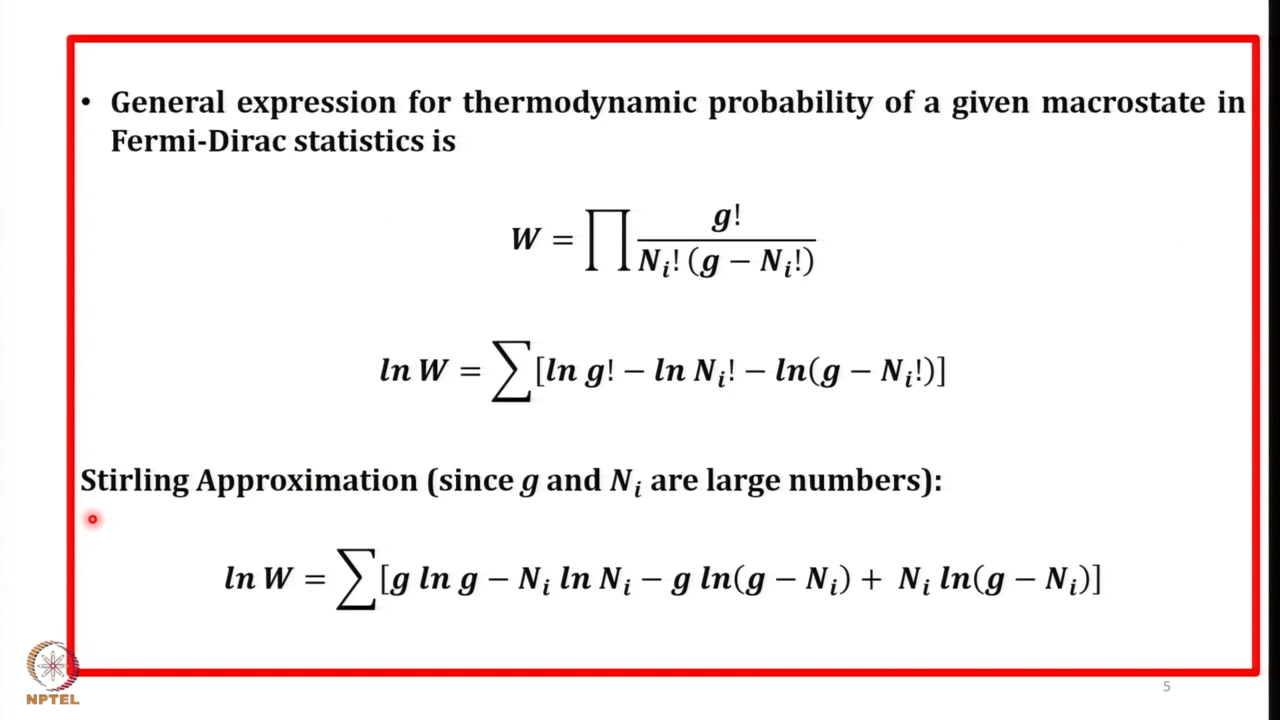 • General expression for thermodynamic probability of a given macrostate in
Fermi-Dirac statistics is
W = ∏ g! / N_i! (g − N_i!)
ln W = ∑ [ln g! − ln N_i! − ln(g − N_i!)]
Stirling Approximation (since g and N_i are large numbers):
ln W = ∑ [g ln g − N_i ln N_i − g ln(g − N_i) + N_i ln(g − N_i)]
NPTEL
5